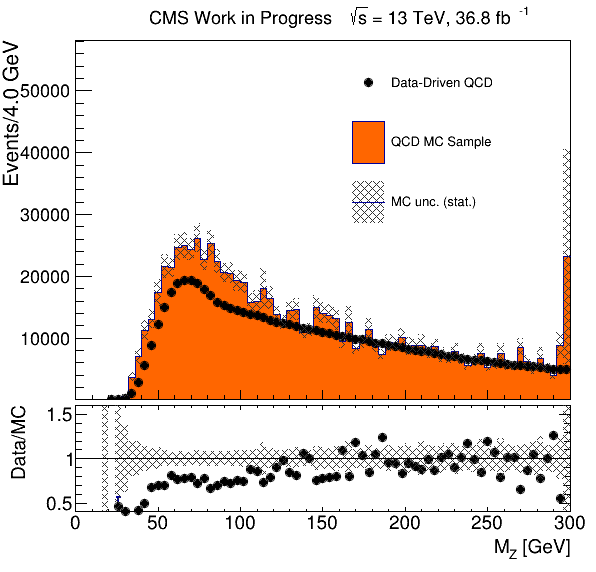 CMS Work in Progress √s = 13 TeV, 36.8 fb⁻¹
Events/4.0 GeV
50000
40000
30000
20000
10000
Data-Driven QCD
QCD MC Sample
MC unc. (stat.)
Data/MC
1.5
1
0.5
0 50 100 150 200 250 300
M_Z [GeV]